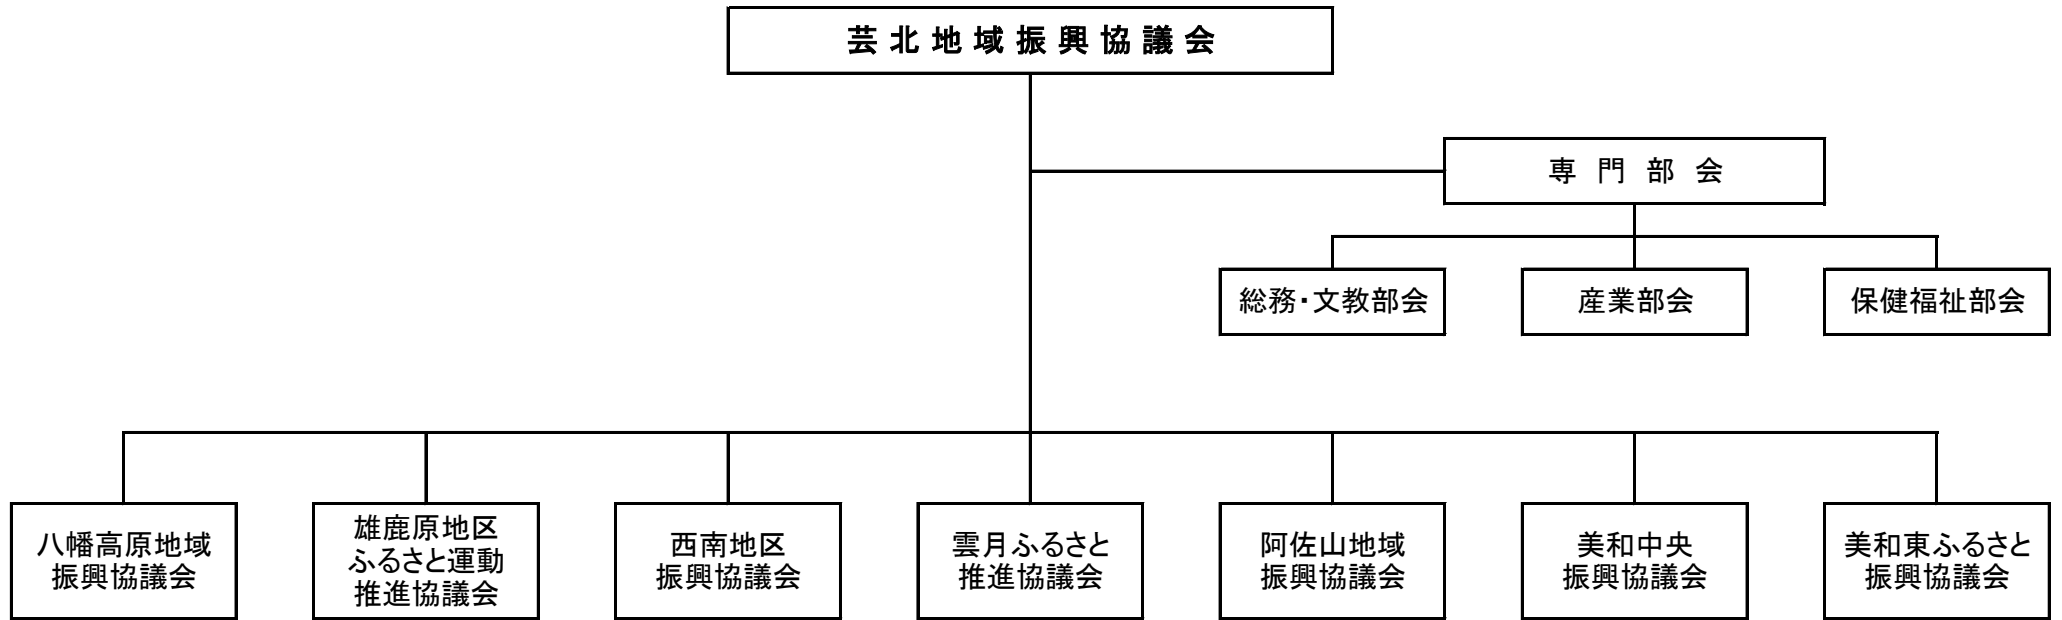 芸北地域振興協議会
専門部会
総務・文教部会
産業部会
保健福祉部会
八幡高原地域
振興協議会
雄鹿原地区
ふるさと運動
推進協議会
西南地区
振興協議会
雲月ふるさと
推進協議会
阿佐山地域
振興協議会
美和中央
振興協議会
美和東ふるさと
振興協議会